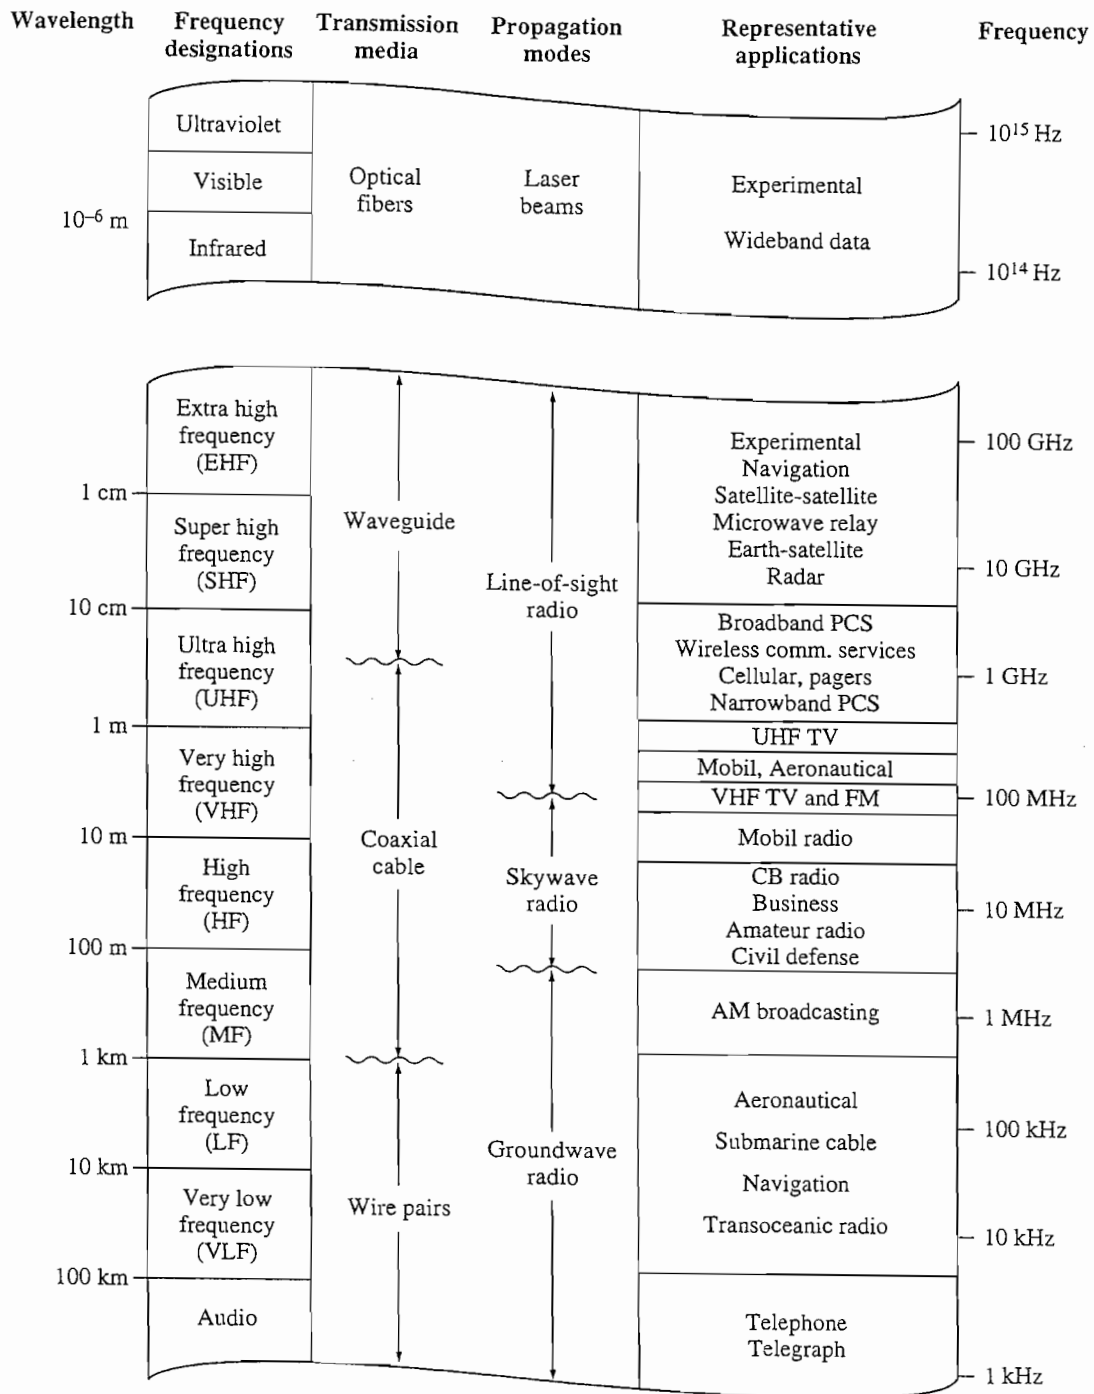 Wavelength
Frequency
designations
Transmission
media
Propagation
modes
Representative
applications
Frequency
Ultraviolet
Visible
Infrared
10–6 m
Optical
fibers
Laser
beams
Experimental
Wideband data
1015 Hz
1014 Hz
Extra high
frequency
(EHF)
1 cm
Super high
frequency
(SHF)
10 cm
Ultra high
frequency
(UHF)
1 m
Very high
frequency
(VHF)
10 m
High
frequency
(HF)
100 m
Medium
frequency
(MF)
1 km
Low
frequency
(LF)
10 km
Very low
frequency
(VLF)
100 km
Audio
Waveguide
Coaxial
cable
Wire pairs
Line-of-sight
radio
Skywave
radio
Groundwave
radio
Experimental
Navigation
Satellite-satellite
Microwave relay
Earth-satellite
Radar
Broadband PCS
Wireless comm. services
Cellular, pagers
Narrowband PCS
UHF TV
Mobil, Aeronautical
VHF TV and FM
Mobil radio
CB radio
Business
Amateur radio
Civil defense
AM broadcasting
Aeronautical
Submarine cable
Navigation
Transoceanic radio
Telephone
Telegraph
100 GHz
10 GHz
1 GHz
100 MHz
10 MHz
1 MHz
100 kHz
10 kHz
1 kHz